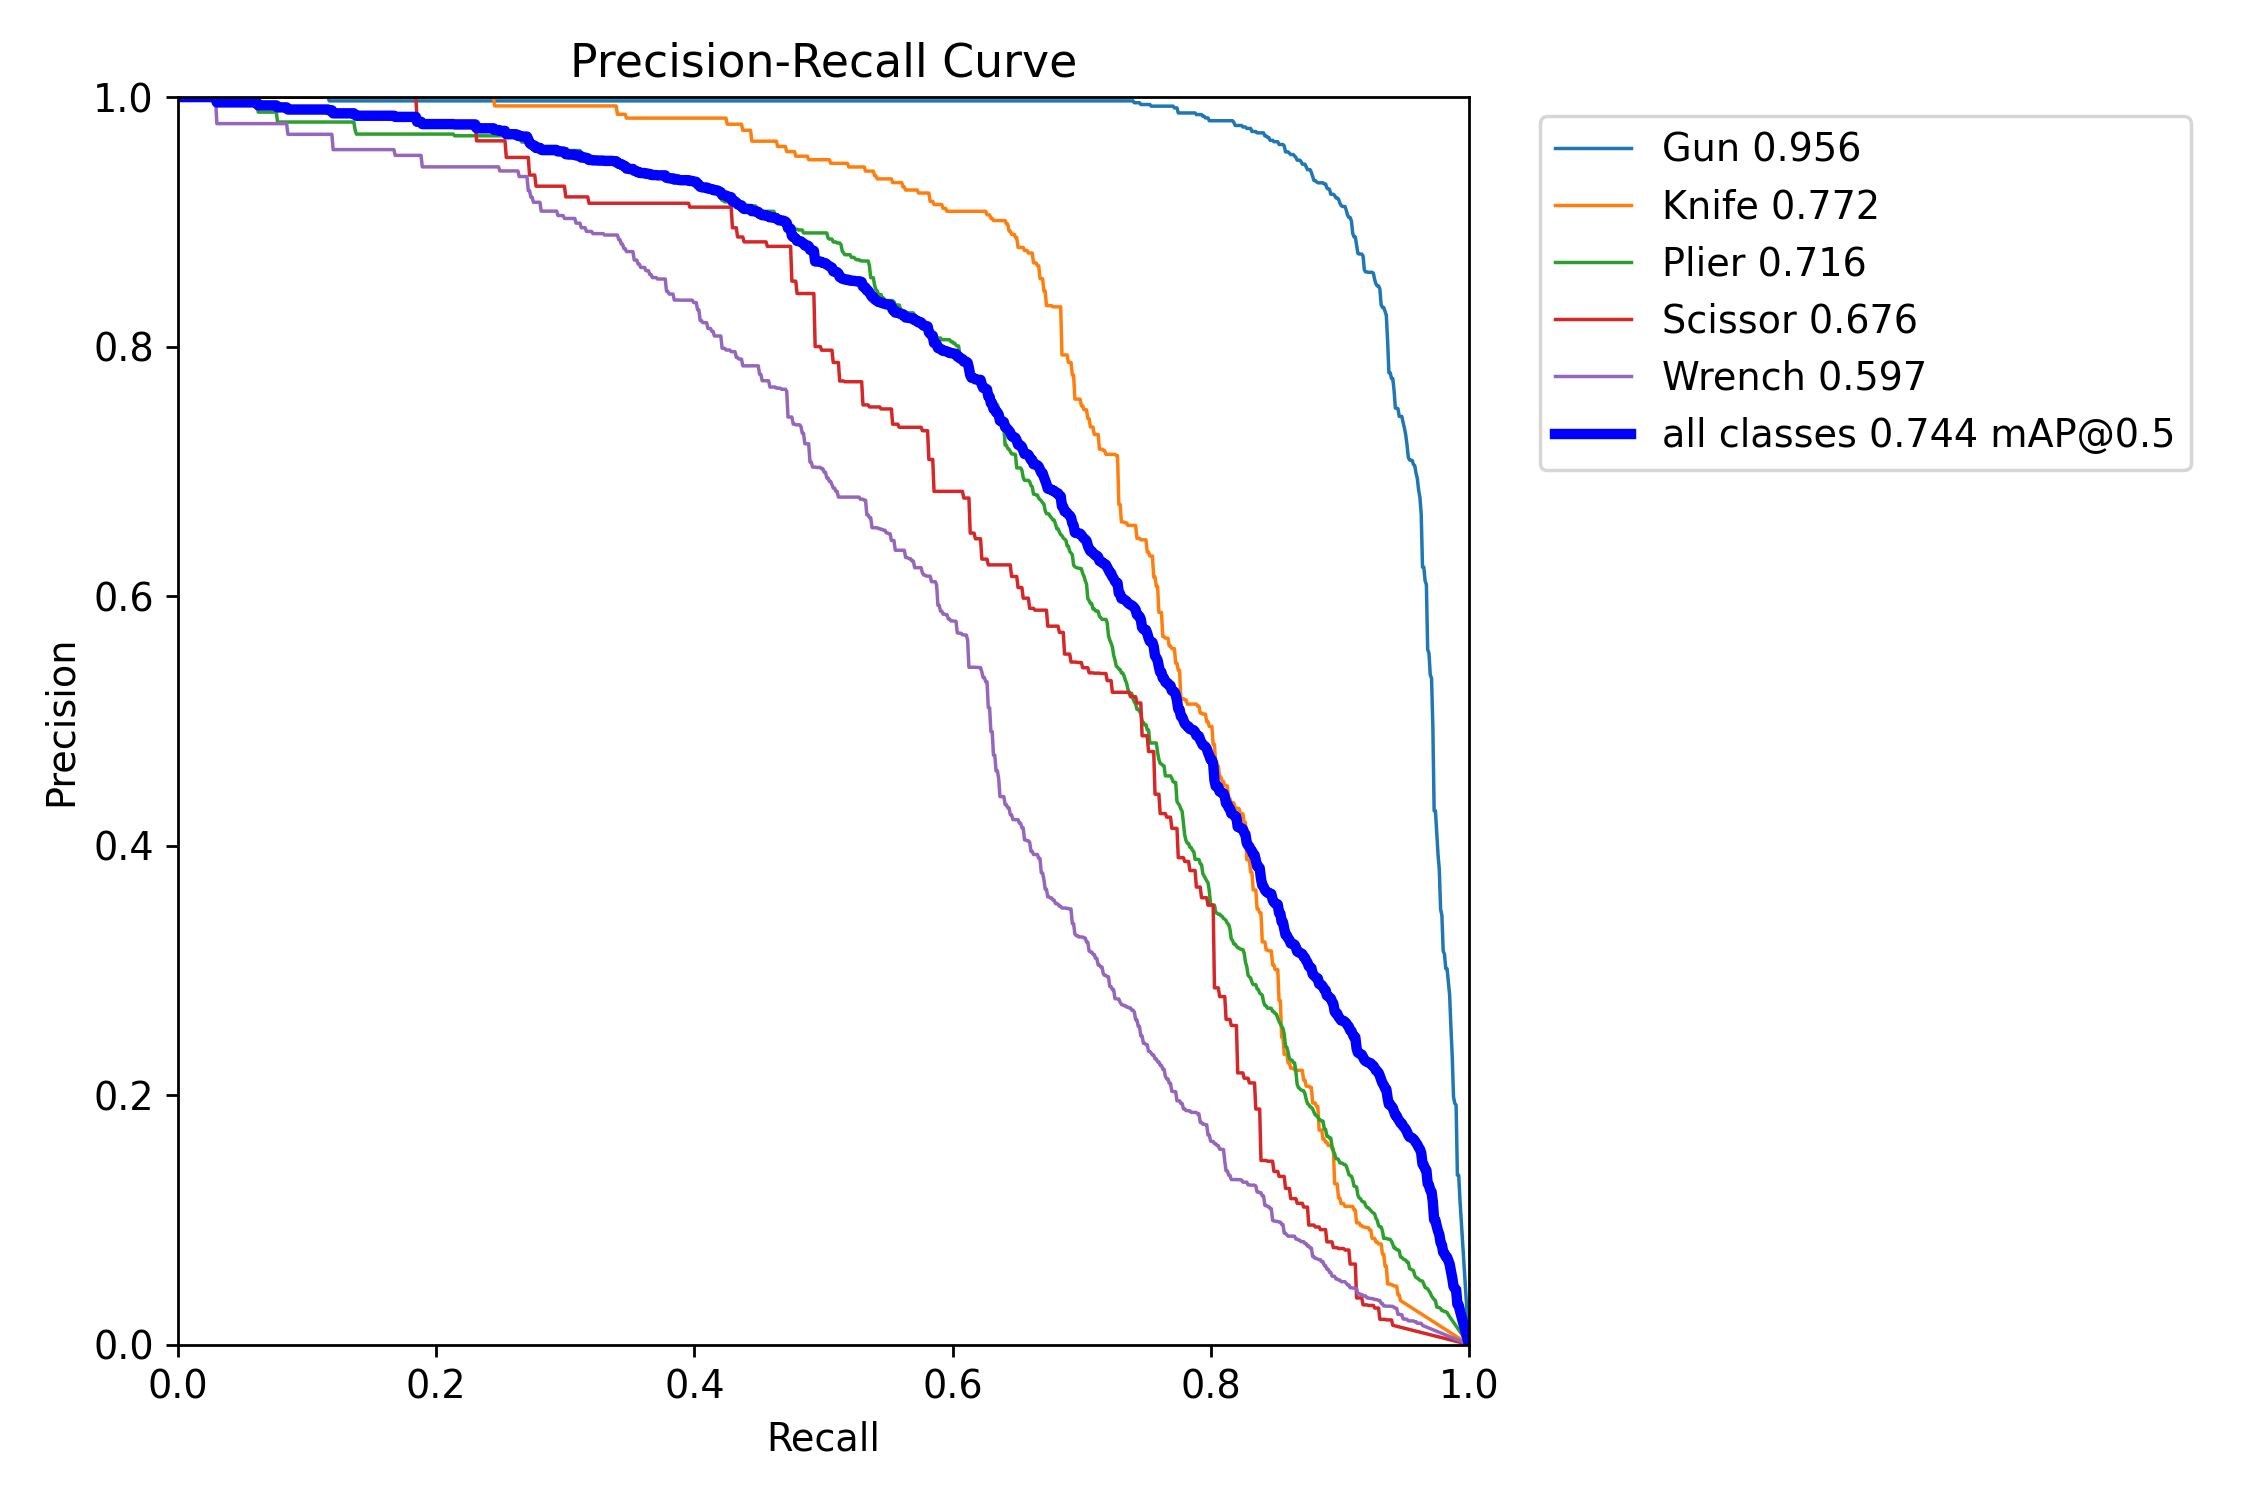 Precision-Recall Curve
1.0
0.8
0.6
0.4
0.2
0.0
Precision
0.0 0.2 0.4 0.6 0.8 1.0
Recall
Gun 0.956
Knife 0.772
Plier 0.716
Scissor 0.676
Wrench 0.597
all classes 0.744 mAP@0.5